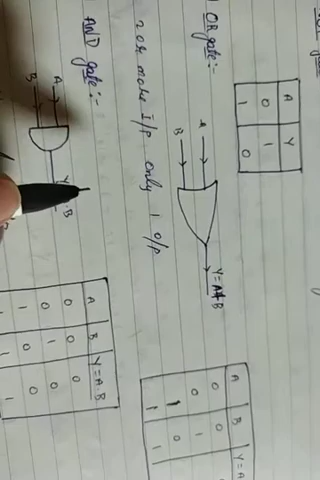 A Y
0 1
1 0
OR gate:-
A
B
Y=A+B
A B Y=A
0 0
0 1
1 0
1 1
2 or more I/p only 1 o/p
AND gate:-
A
B
Y ·B
A B Y=A·B
0 0 0
0 1 0
1 0 0
1 1 1